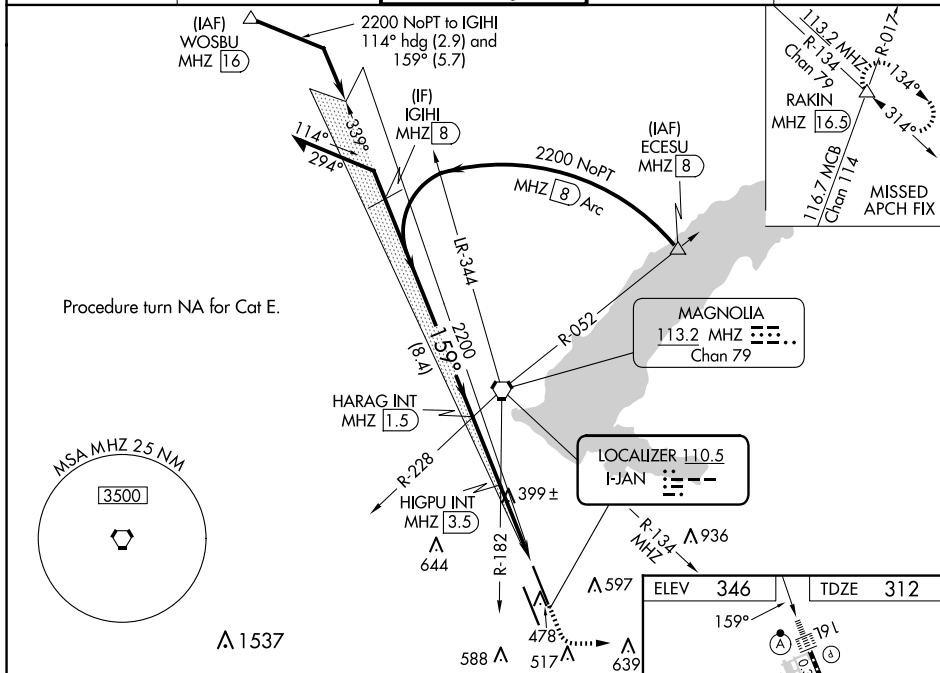 (IAF)
WOSBU
MHZ 16
2200 NoPT to IGIHI
114° hdg (2.9) and
159° (5.7)
(IF)
IGIHI
MHZ 8
(IAF)
ECESU
MHZ 8
2200 NoPT
MHZ 8 Arc
339°
114°
294°
LR-344
R-052
113.2 MHZ
R-134
Chan 79
R-017
134°
314°
RAKIN
MHZ 16.5
116.7 MCB
Chan 114
MISSED
APCH FIX
Procedure turn NA for Cat E.
2200
159°
(8.4)
MAGNOLIA
113.2 MHZ
Chan 79
HARAG INT
MHZ 1.5
R-228
LOCALIZER 110.5
I-JAN
HIGPU INT
MHZ 3.5
399 ±
R-182
R-134
MHZ
936
644
597
MSA MHZ 25 NM
3500
1537
478
588
517
639
ELEV 346
TDZE 312
159°
16L
A
P